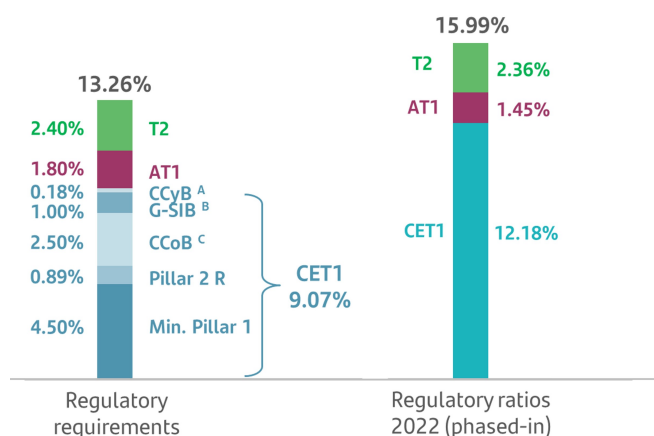 13.26%
2.40% T2
1.80% AT1
0.18% CCyB A
1.00% G-SIB B
2.50% CCoB C
0.89% Pillar 2 R
4.50% Min. Pillar 1
CET1
9.07%
Regulatory
requirements
15.99%
T2 2.36%
AT1 1.45%
CET1 12.18%
Regulatory ratios
2022 (phased-in)